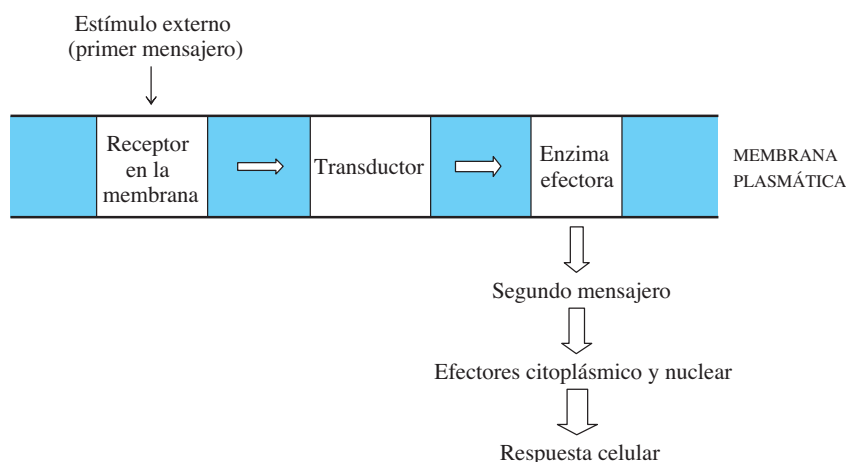 Estímulo externo
(primer mensajero)
Receptor
en la
membrana
Transductor
Enzima
efectora
MEMBRANA
PLASMÁTICA
Segundo mensajero
Efectores citoplásmico y nuclear
Respuesta celular